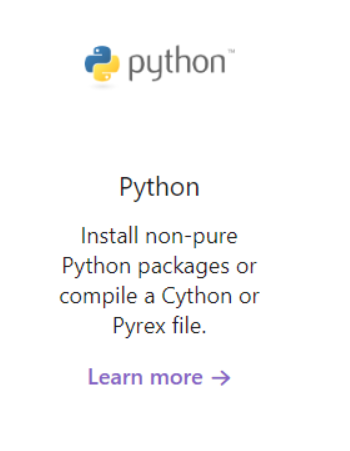 python™
Python
Install non-pure
Python packages or
compile a Cython or
Pyrex file.
Learn more →